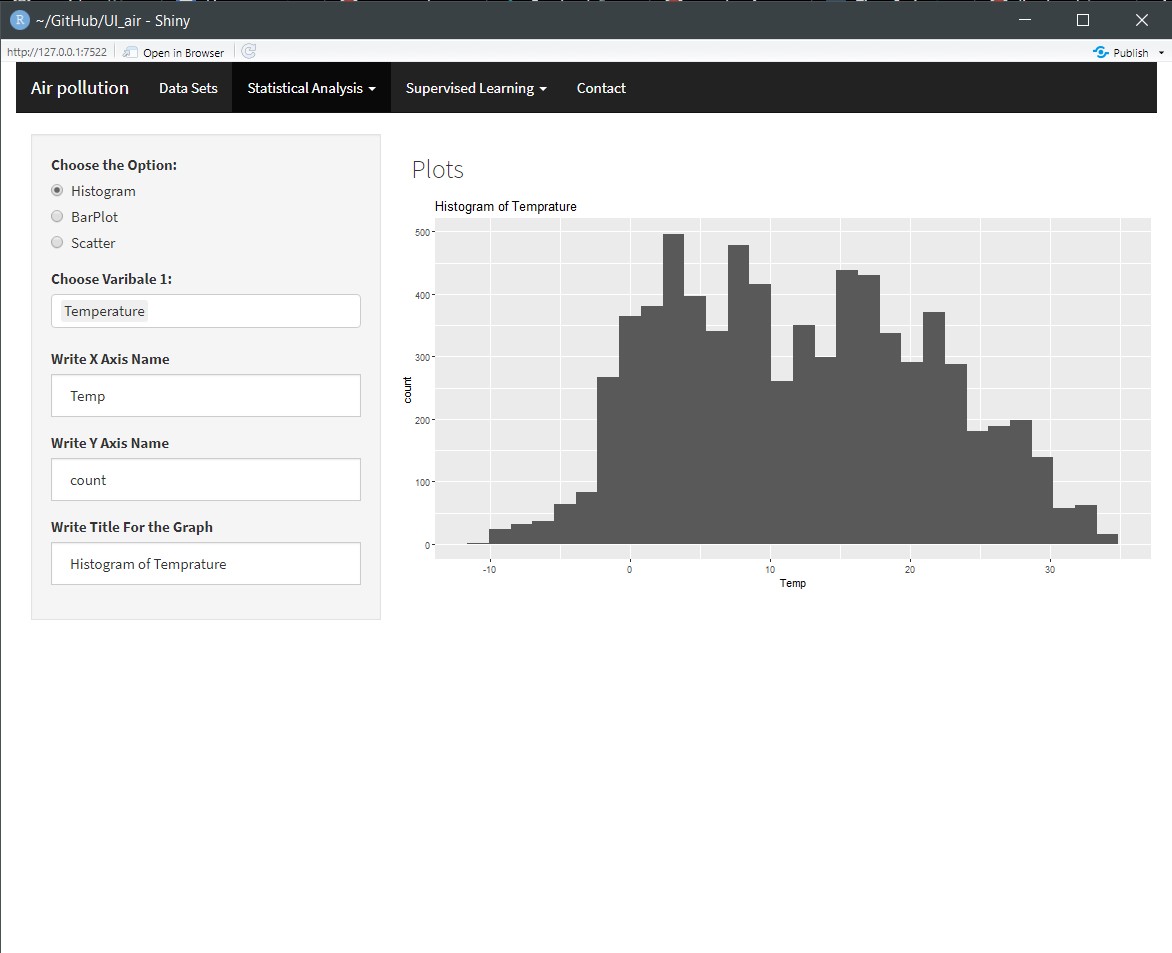 ~/GitHub/UI_air - Shiny
http://127.0.0.1:7522 Open in Browser Publish
Air pollution Data Sets Statistical Analysis Supervised Learning Contact
Choose the Option:
Histogram
BarPlot
Scatter
Choose Varibale 1:
Temperature
Write X Axis Name
Temp
Write Y Axis Name
count
Write Title For the Graph
Histogram of Temprature
Plots
Histogram of Temprature
500
400
300
200
100
0
count
-10 0 10 20 30
Temp